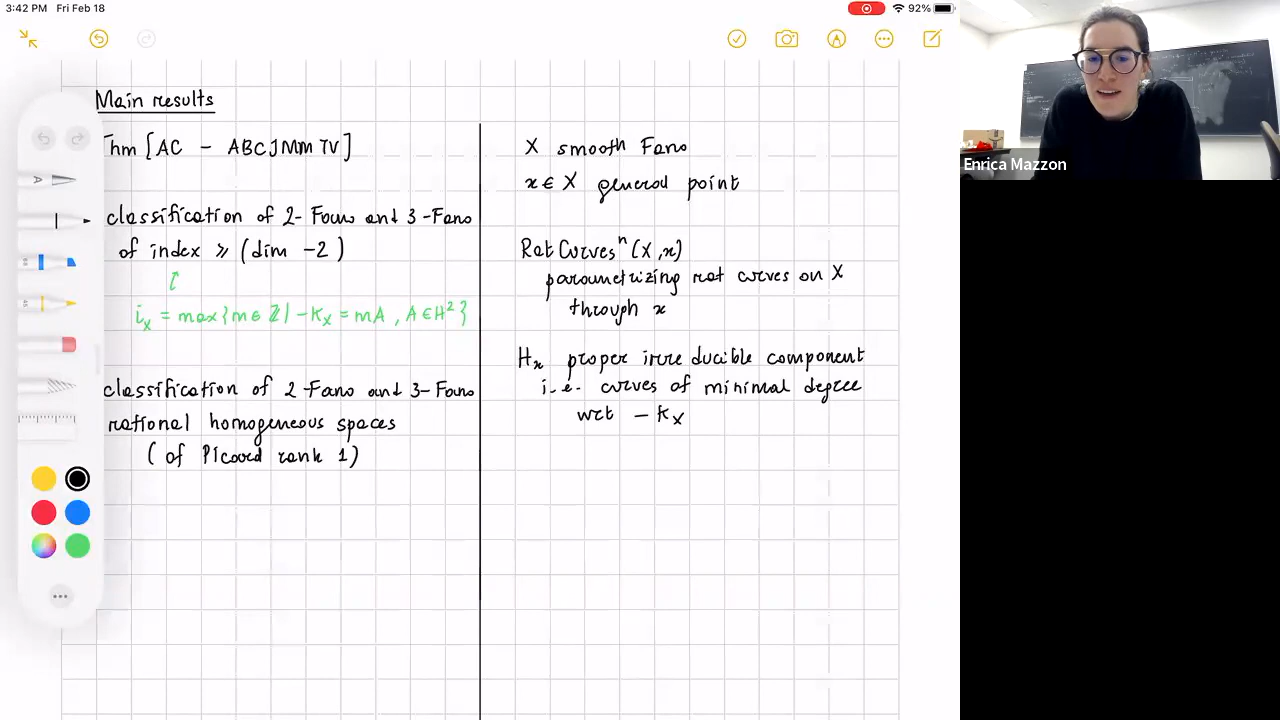 3:42 PM Fri Feb 18
92%
Main results
Thm [AC - ABCJMMTV]
classification of 2-Fano and 3-Fano
of index ≥ (dim -2)
i_X = max{m ∈ ℤ | -K_X = mA, A ∈ H²}
classification of 2-Fano and 3-Fano
rational homogeneous spaces
(of Picard rank 1)
X smooth Fano
x ∈ X general point
RatCurvesⁿ(X,x)
parametrizing rat curves on X
through x
H_x proper irreducible component
i.e. curves of minimal degree
wrt -K_X
Enrica Mazzon